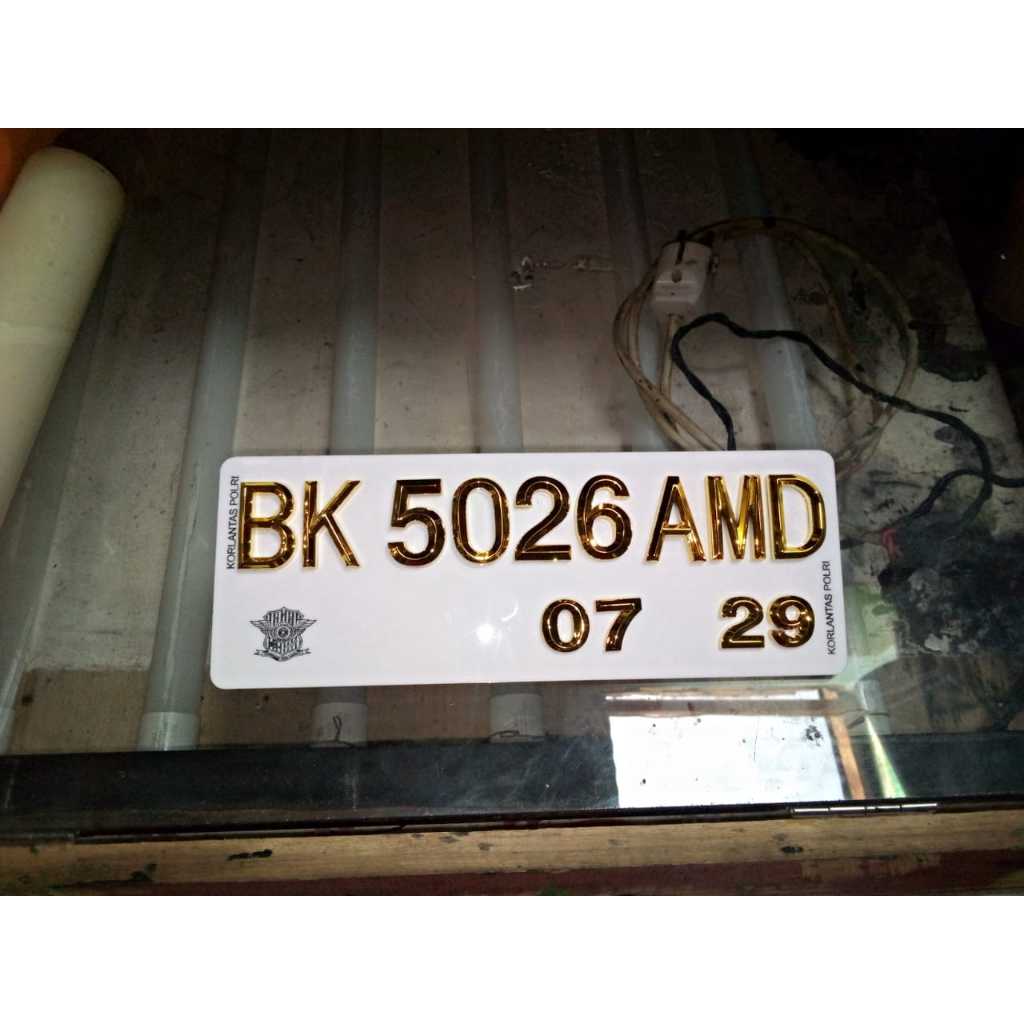 KORLANTAS POLRI
BK 5026 AMD
07 29
KORLANTAS POLRI